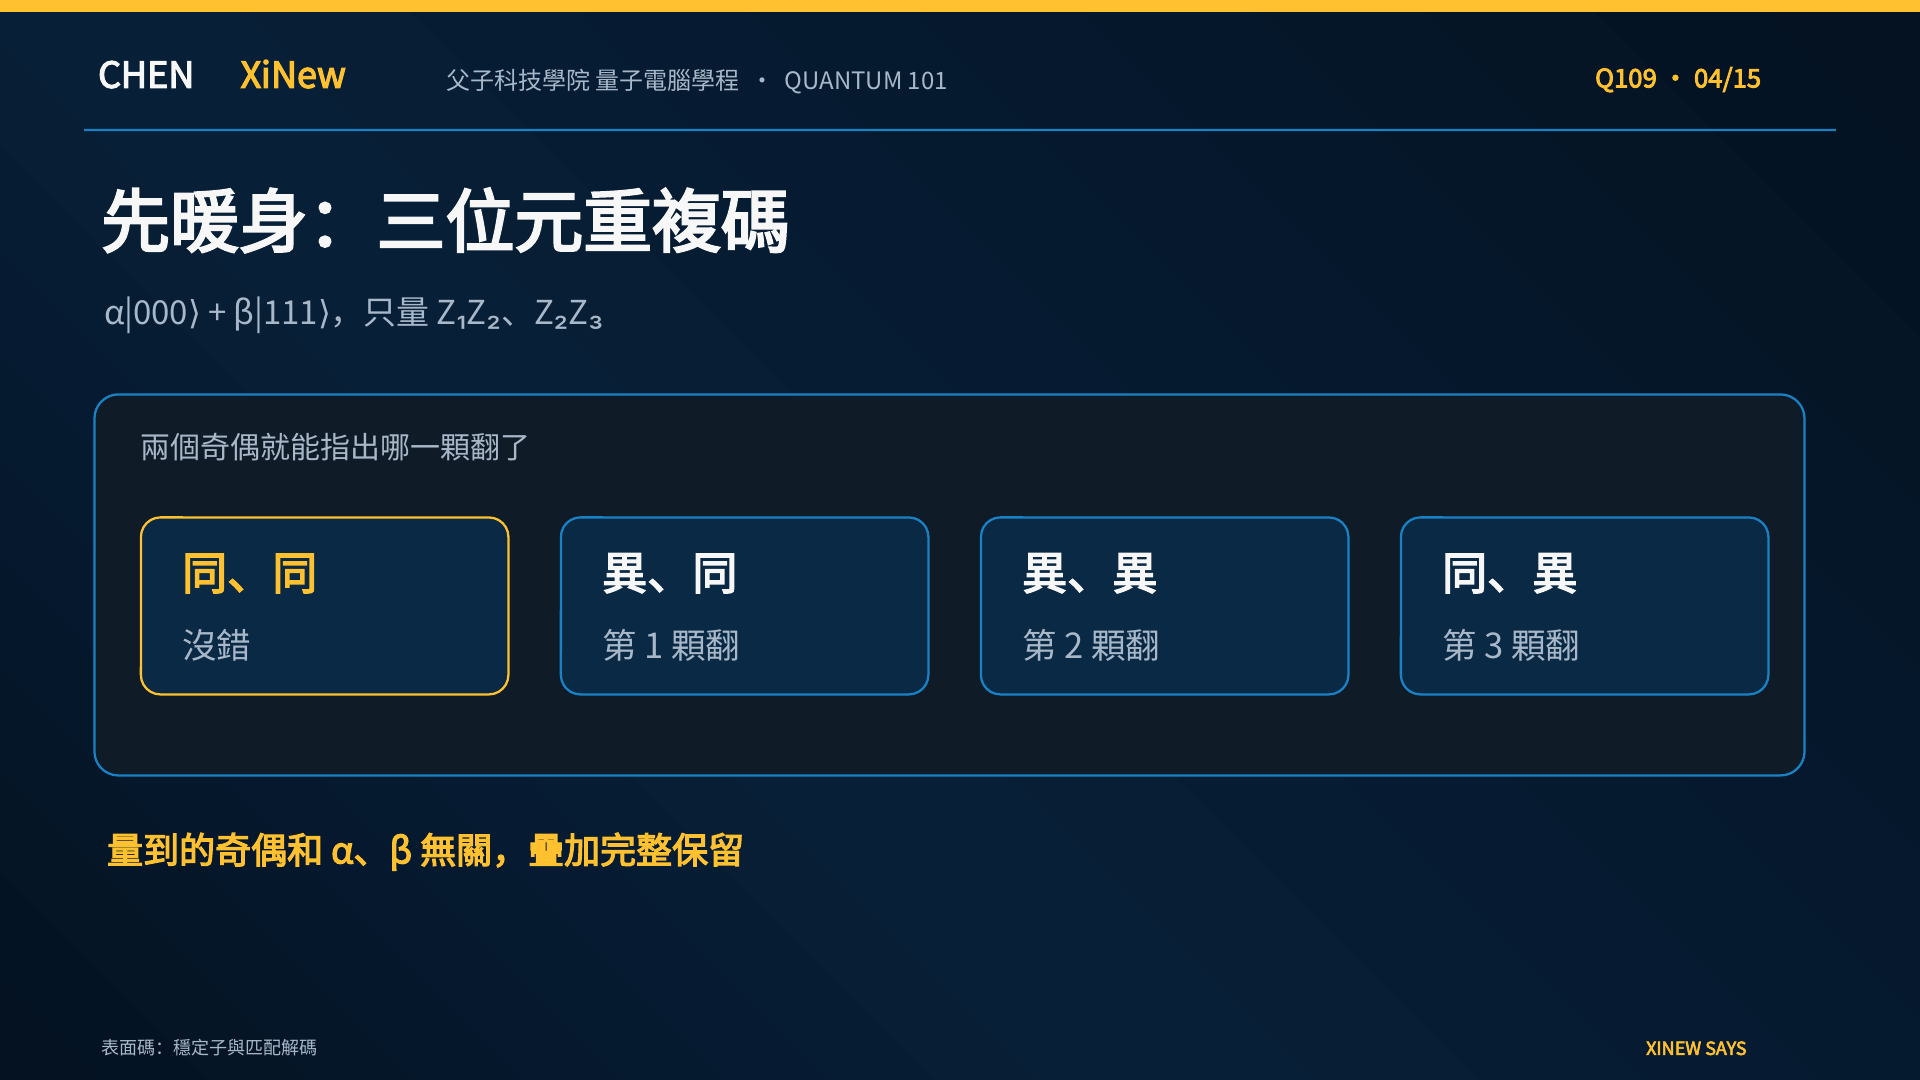 CHEN XiNew 父子科技學院 量子電腦學程 · QUANTUM 101 Q109 · 04/15
先暖身：三位元重複碼
α|000⟩ + β|111⟩，只量 Z₁Z₂、Z₂Z₃
兩個奇偶就能指出哪一顆翻了
同、同
沒錯
異、同
第 1 顆翻
異、異
第 2 顆翻
同、異
第 3 顆翻
量到的奇偶和 α、β 無關，疊加完整保留
表面碼：穩定子與匹配解碼
XINEW SAYS